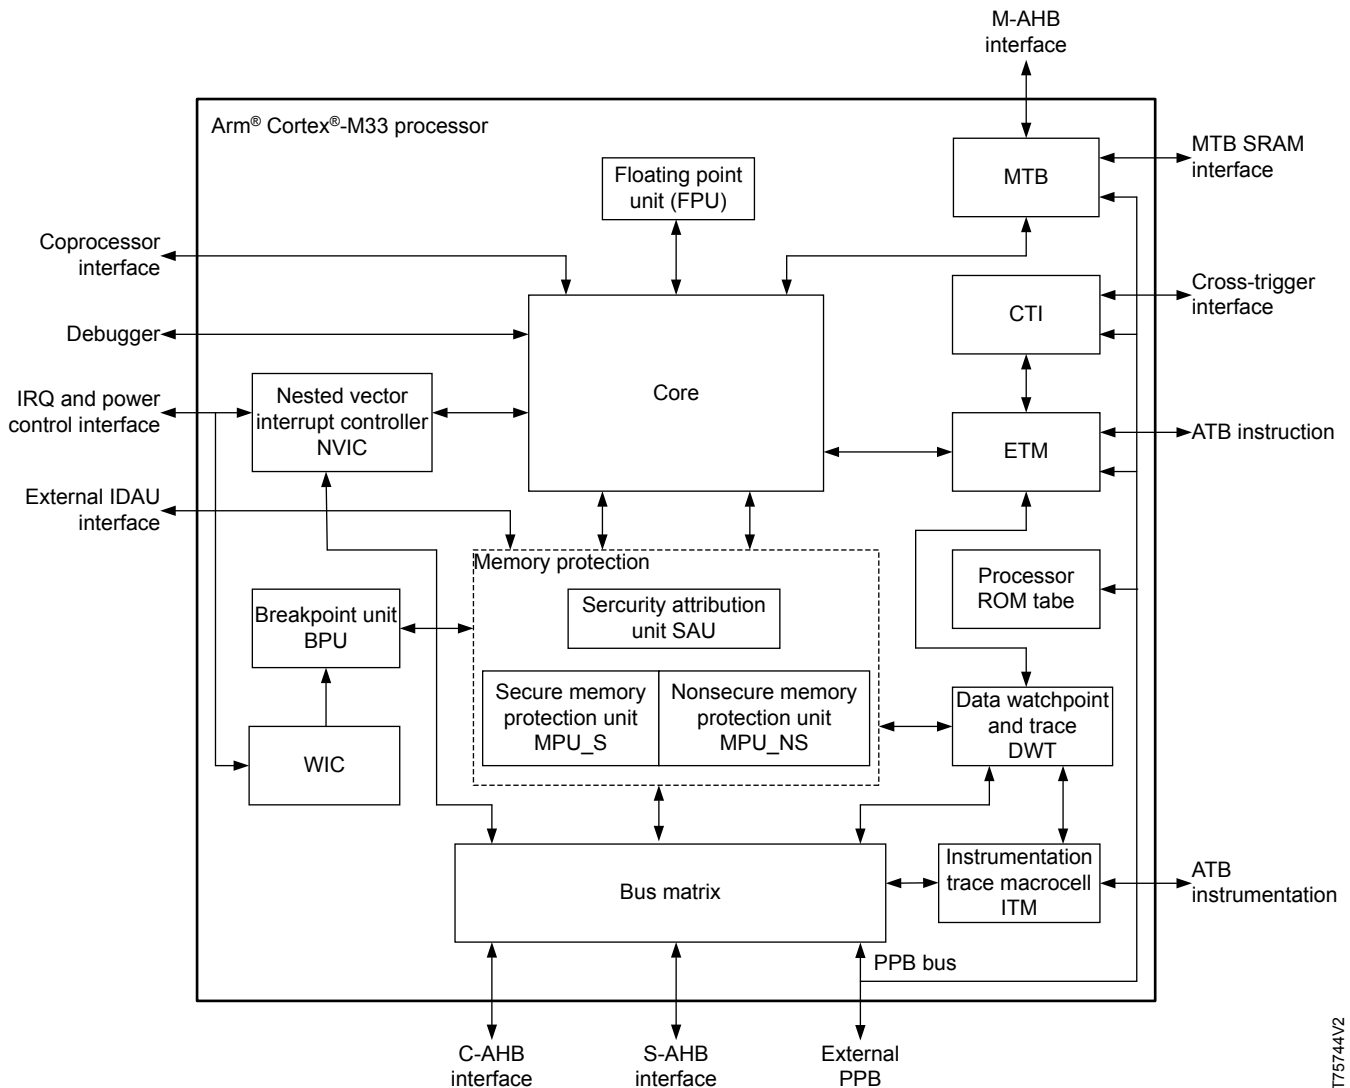 M-AHB
interface
Arm® Cortex®-M33 processor
MTB
MTB SRAM
interface
Floating point
unit (FPU)
Coprocessor
interface
CTI
Cross-trigger
interface
Debugger
Core
IRQ and power
control interface
Nested vector
interrupt controller
NVIC
ETM
ATB instruction
External IDAU
interface
Memory protection
Processor
ROM tabe
Sercurity attribution
unit SAU
Breakpoint unit
BPU
Secure memory
protection unit
MPU_S
Nonsecure memory
protection unit
MPU_NS
Data watchpoint
and trace
DWT
WIC
Bus matrix
Instrumentation
trace macrocell
ITM
ATB
instrumentation
PPB bus
C-AHB
interface
S-AHB
interface
External
PPB
T75744V2